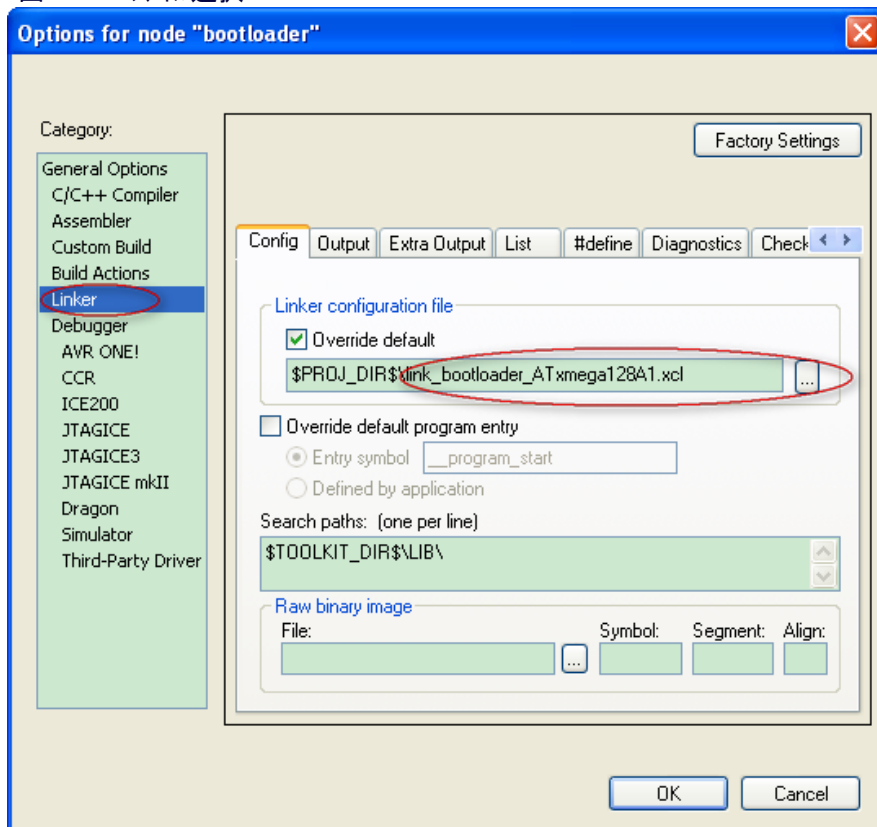 Options for node "bootloader"
Category:
Factory Settings
General Options
C/C++ Compiler
Assembler
Custom Build
Build Actions
Linker
Debugger
AVR ONE!
CCR
ICE200
JTAGICE
JTAGICE3
JTAGICE mkII
Dragon
Simulator
Third-Party Driver
Config Output Extra Output List #define Diagnostics Check
Linker configuration file
Override default
$PROJ_DIR$\link_bootloader_ATxmega128A1.xcl
...
Override default program entry
Entry symbol __program_start
Defined by application
Search paths: (one per line)
$TOOLKIT_DIR$\LIB\
Raw binary image
File: Symbol: Segment: Align:
...
OK Cancel